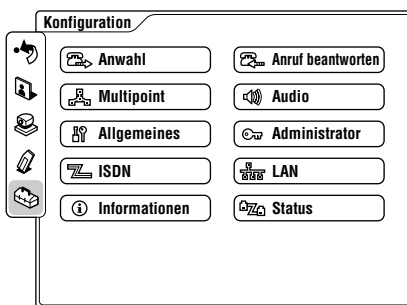 Konfiguration
Anwahl
Anruf beantworten
Multipoint
Audio
Allgemeines
Administrator
ISDN
LAN
Informationen
Status